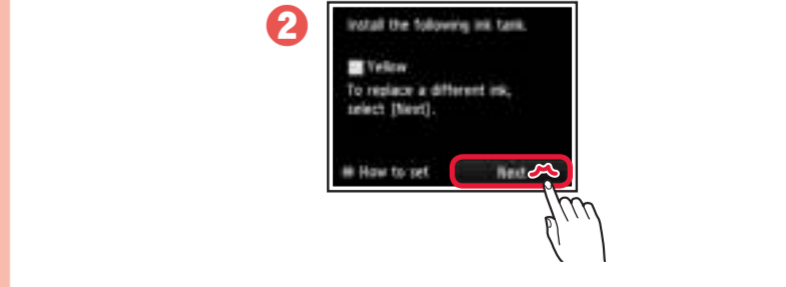 2
Install the following ink tank.
Yellow
To replace a different ink,
select [Next].
How to set
Next